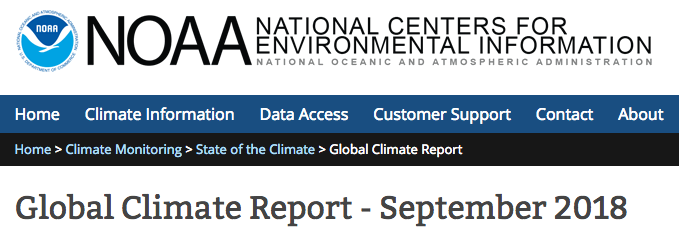 NOAA
NATIONAL CENTERS FOR
ENVIRONMENTAL INFORMATION
NATIONAL OCEANIC AND ATMOSPHERIC ADMINISTRATION
NOAA
NATIONAL OCEANIC AND ATMOSPHERIC ADMINISTRATION
U.S. DEPARTMENT OF COMMERCE
Home Climate Information Data Access Customer Support Contact About
Home > Climate Monitoring > State of the Climate > Global Climate Report
Global Climate Report - September 2018